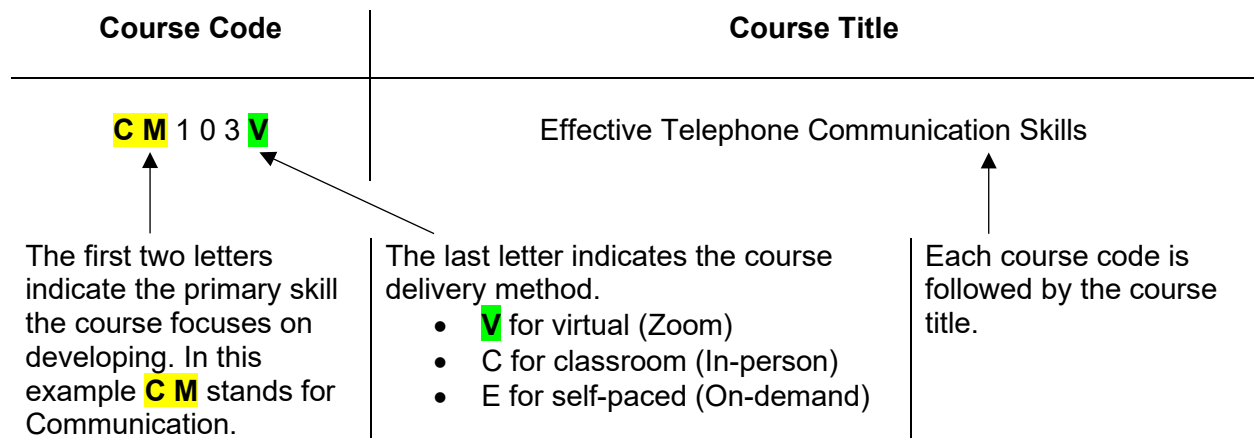 Course Code
Course Title
C M 1 0 3 V
Effective Telephone Communication Skills
The first two letters
indicate the primary skill
the course focuses on
developing. In this
example C M stands for
Communication.
The last letter indicates the course
delivery method.
• V for virtual (Zoom)
• C for classroom (In-person)
• E for self-paced (On-demand)
Each course code is
followed by the course
title.